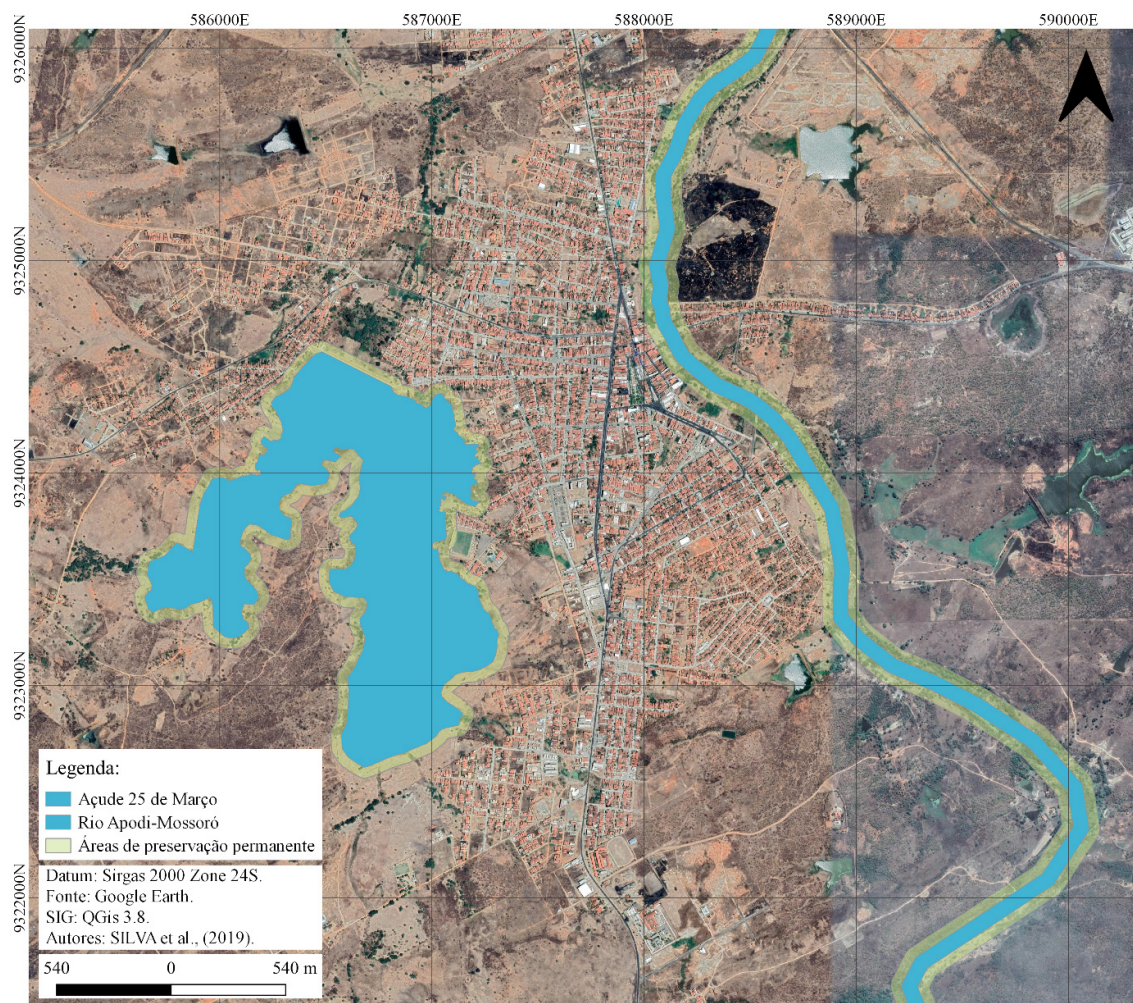 586000E 587000E 588000E 589000E 590000E
9326000N
9325000N
9324000N
9323000N
9322000N
Legenda:
Açude 25 de Março
Rio Apodi-Mossoró
Áreas de preservação permanente
Datum: Sirgas 2000 Zone 24S.
Fonte: Google Earth.
SIG: QGis 3.8.
Autores: SILVA et al., (2019).
540 0 540 m